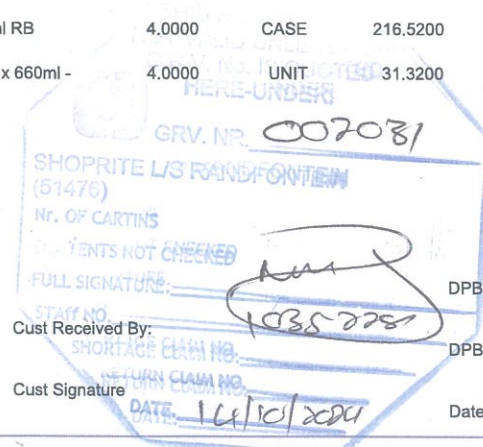 l RB 4.0000 CASE 216.5200
x 660ml - 4.0000 UNIT 31.3200
HERE-UNDER
GRV. NR. 007031
SHOPRITE L/S RANDFONTEIN
(51476)
Nr. OF CARTINS
CONTENTS NOT CHECKED
FULL SIGNATURE:
DPB
STAFF NO.
Cust Received By:
SHORTAGE CLAIM NO.
DPB
RETURN CLAIM NO.
Cust Signature
DATE. 14/10/2024
Date